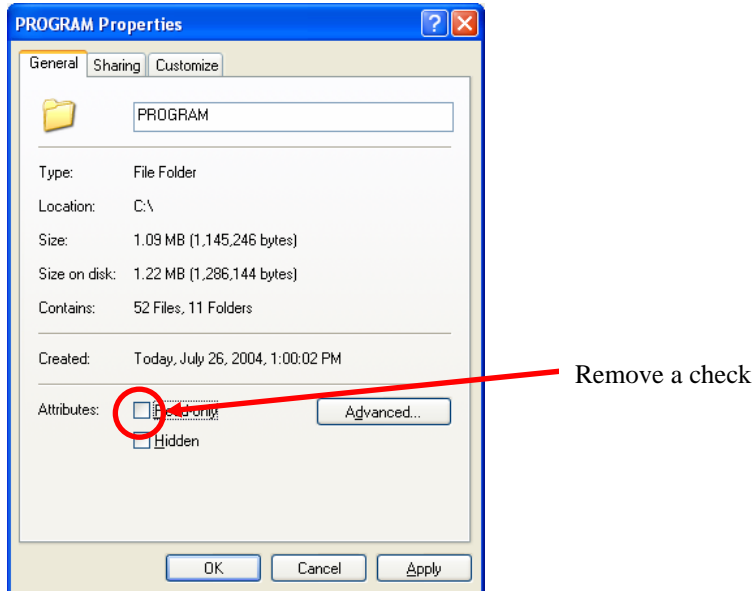 PROGRAM Properties
General Sharing Customize
PROGRAM
Type: File Folder
Location: C:\
Size: 1.09 MB (1,145,246 bytes)
Size on disk: 1.22 MB (1,286,144 bytes)
Contains: 52 Files, 11 Folders
Created: Today, July 26, 2004, 1:00:02 PM
Remove a check
Attributes: Read-only Advanced...
Hidden
OK Cancel Apply